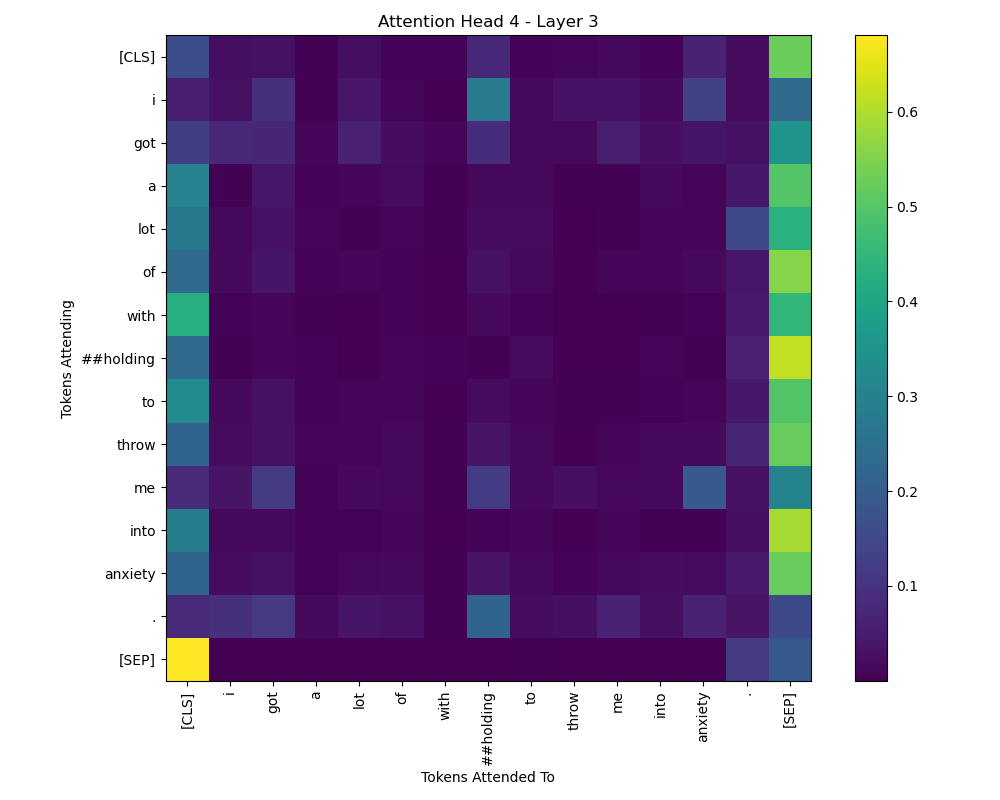 Attention Head 4 - Layer 3
Tokens Attending
[CLS]
i
got
a
lot
of
with
##holding
to
throw
me
into
anxiety
.
[SEP]
[CLS]
i
got
a
lot
of
with
##holding
to
throw
me
into
anxiety
.
[SEP]
Tokens Attended To
0.6
0.5
0.4
0.3
0.2
0.1